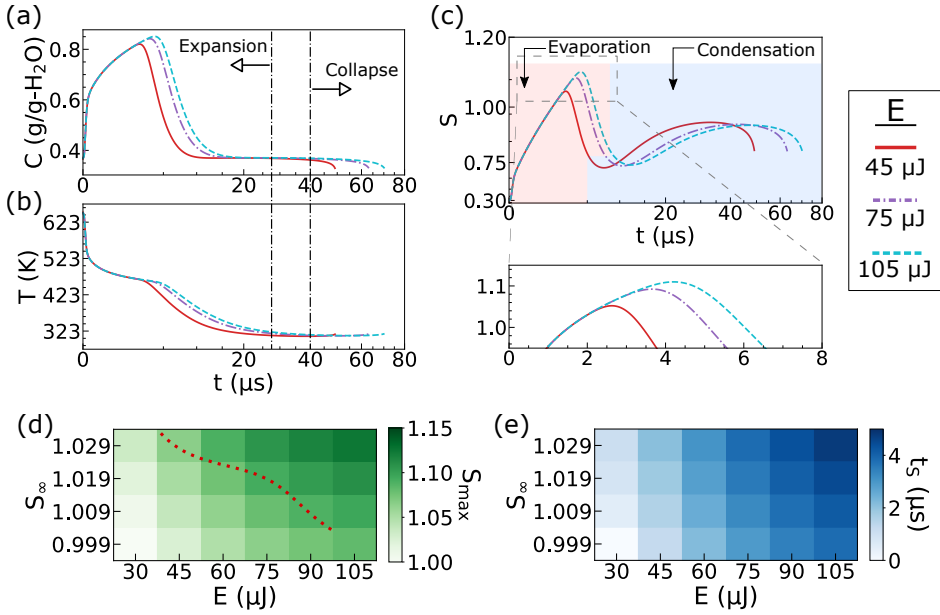 (a)
C (g/g-H₂O)
0.8
0.6
0.4
Expansion
Collapse
0 20 40 60 80
(b)
T (K)
623
523
423
323
0 20 40 60 80
t (μs)
(c)
S
1.20
1.00
0.75
0.30
Evaporation
Condensation
0 20 40 60 80
t (μs)
1.1
1.0
0 2 4 6 8
E
45 μJ
75 μJ
105 μJ
(d)
S∞
1.029
1.019
1.009
0.999
30 45 60 75 90 105
E (μJ)
1.15
1.10
1.05
1.00
Smax
(e)
S∞
1.029
1.019
1.009
0.999
30 45 60 75 90 105
E (μJ)
4
2
0
tS (μs)